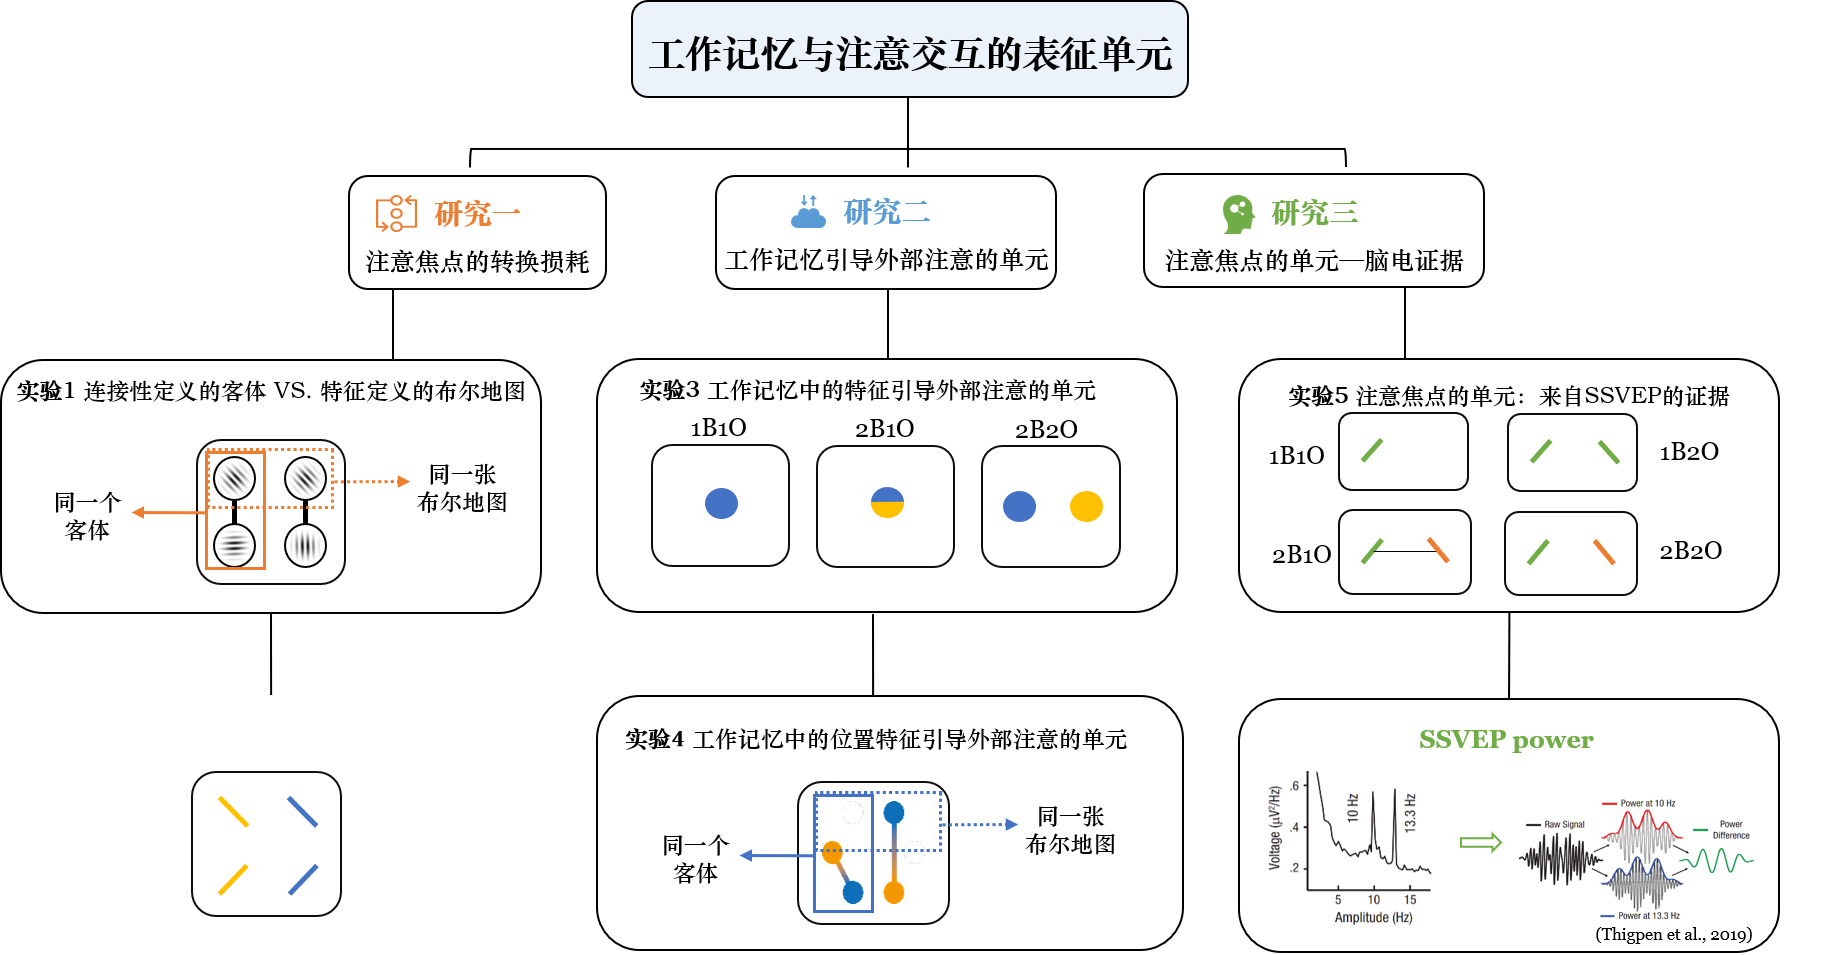 工作记忆与注意交互的表征单元
研究一
注意焦点的转换损耗
研究二
工作记忆引导外部注意的单元
研究三
注意焦点的单元—脑电证据
实验1 连接性定义的客体 VS. 特征定义的布尔地图
同一个
客体
同一张
布尔地图
实验3 工作记忆中的特征引导外部注意的单元
1B1O
2B1O
2B2O
实验4 工作记忆中的位置特征引导外部注意的单元
同一个
客体
同一张
布尔地图
实验5 注意焦点的单元：来自SSVEP的证据
1B1O
1B2O
2B1O
2B2O
SSVEP power
Voltage (μV²/Hz)
.6
.4
.2
10 Hz
13.3 Hz
5 10 15
Amplitude (Hz)
Raw Signal
Power at 10 Hz
Power
Difference
Power at 13.3 Hz
(Thigpen et al., 2019)